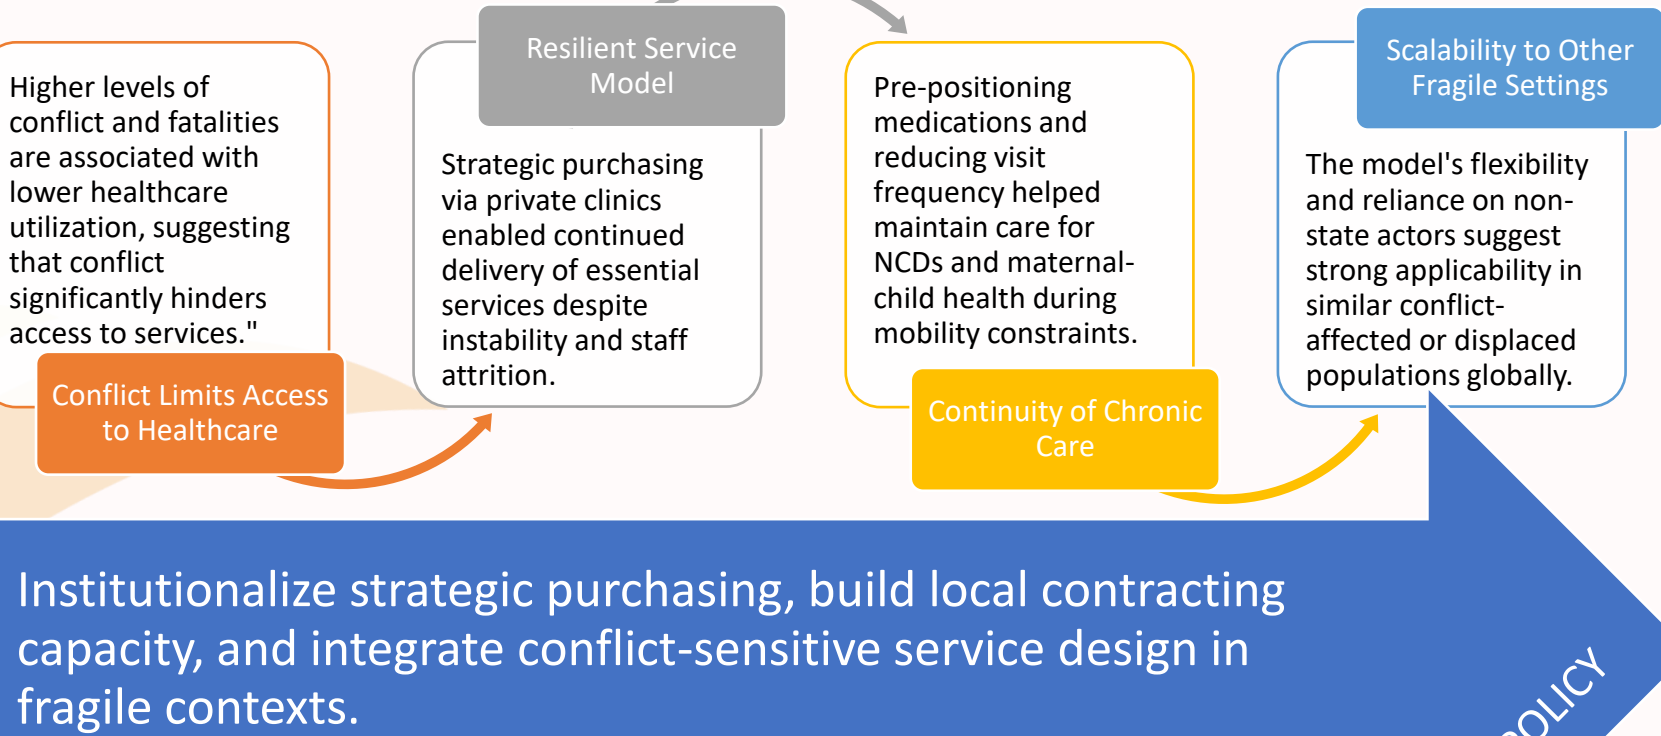 Higher levels of
conflict and fatalities
are associated with
lower healthcare
utilization, suggesting
that conflict
significantly hinders
access to services."
Conflict Limits Access
to Healthcare
Resilient Service
Model
Strategic purchasing
via private clinics
enabled continued
delivery of essential
services despite
instability and staff
attrition.
Pre-positioning
medications and
reducing visit
frequency helped
maintain care for
NCDs and maternal-
child health during
mobility constraints.
Continuity of Chronic
Care
Scalability to Other
Fragile Settings
The model's flexibility
and reliance on non-
state actors suggest
strong applicability in
similar conflict-
affected or displaced
populations globally.
Institutionalize strategic purchasing, build local contracting
capacity, and integrate conflict-sensitive service design in
fragile contexts.
POLICY